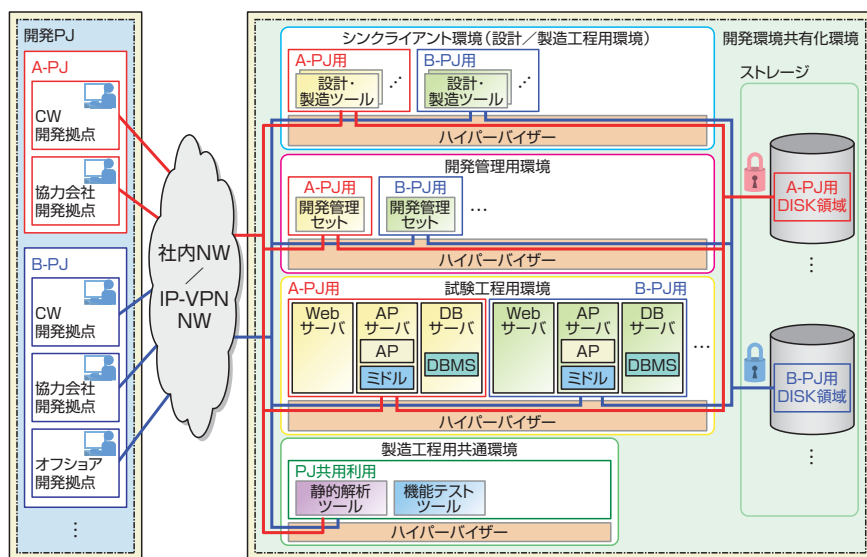 開発PJ
A-PJ
CW
開発拠点
協力会社
開発拠点
B-PJ
CW
開発拠点
協力会社
開発拠点
オフショア
開発拠点
⋮
社内NW
／
IP-VPN
NW
開発環境共有化環境
シンクライアント環境（設計／製造工程用環境）
A-PJ用
設計・
製造ツール
⋰
B-PJ用
設計・
製造ツール
⋰
ハイパーバイザー
開発管理用環境
A-PJ用
開発管理
セット
B-PJ用
開発管理
セット
…
ハイパーバイザー
試験工程用環境
A-PJ用
Web
サーバ
AP
サーバ
AP
ミドル
DB
サーバ
DBMS
B-PJ用
Web
サーバ
AP
サーバ
AP
ミドル
DB
サーバ
DBMS
…
ハイパーバイザー
製造工程用共通環境
PJ共用利用
静的解析
ツール
機能テスト
ツール
ハイパーバイザー
ストレージ
A-PJ用
DISK領域
⋮
B-PJ用
DISK領域
⋮